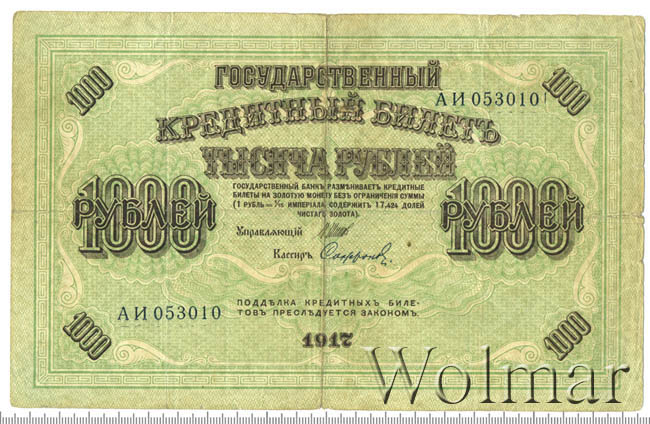 1000
1000
ГОСУДАРСТВЕННЫЙ
АИ 053010
КРЕДИТНЫЙ БИЛЕТЪ
ТЫСЯЧА РУБЛЕЙ
ГОСУДАРСТВЕННЫЙ БАНКЪ РАЗМѢНИВАЕТЪ КРЕДИТНЫЕ
БИЛЕТЫ НА ЗОЛОТУЮ МОНЕТУ БЕЗЪ ОГРАНИЧЕНІЯ СУММЫ
(1 РУБЛЬ = 1/15 ИМПЕРІАЛА, СОДЕРЖИТЪ 17,424 ДОЛЕЙ
ЧИСТАГО ЗОЛОТА).
1000 РУБЛЕЙ
1000 РУБЛЕЙ
Управляющій
Кассиръ
АИ 053010
ПОДДѢЛКА КРЕДИТНЫХЪ БИЛЕ-
ТОВЪ ПРЕСЛѢДУЕТСЯ ЗАКОНОМЪ.
1917
1000
1000
Wolmar